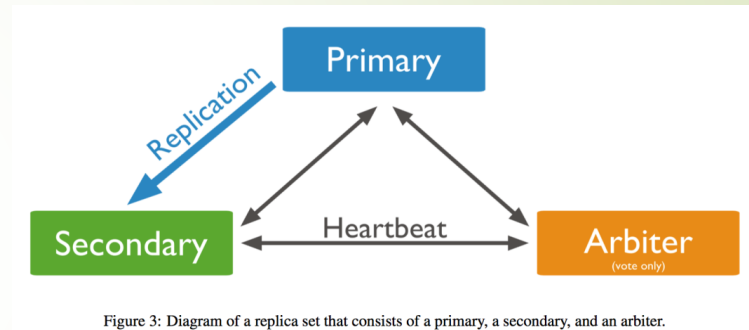 Primary
Replication
Secondary
Heartbeat
Arbiter
(vote only)
Figure 3: Diagram of a replica set that consists of a primary, a secondary, and an arbiter.